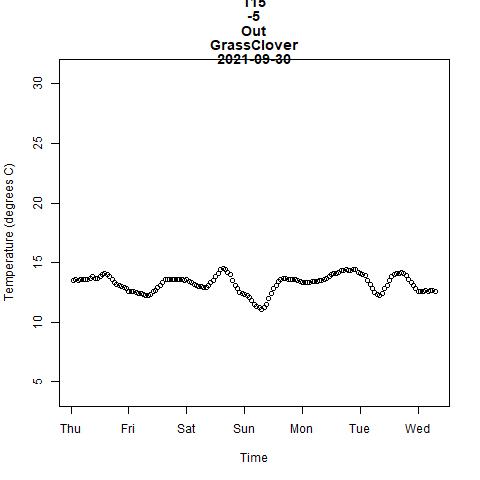 T15
-5
Out
GrassClover
2021-09-30
30
25
20
15
10
5
Temperature (degrees C)
Thu Fri Sat Sun Mon Tue Wed
Time